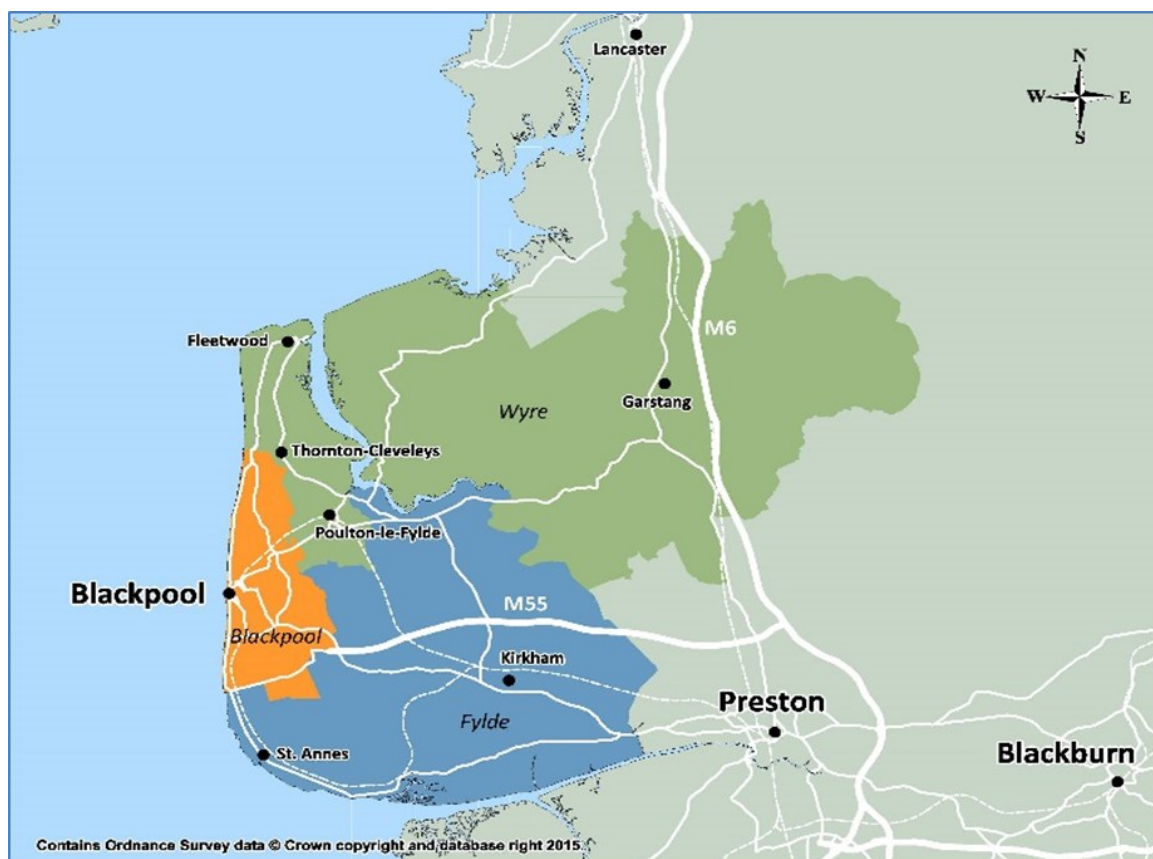 Lancaster
N
W E
S
M6
Fleetwood
Wyre
Garstang
Thornton-Cleveleys
Poulton-le-Fylde
Blackpool
M55
Blackpool
Kirkham
Preston
Fylde
St. Annes
Blackburn
Contains Ordnance Survey data © Crown copyright and database right 2015.